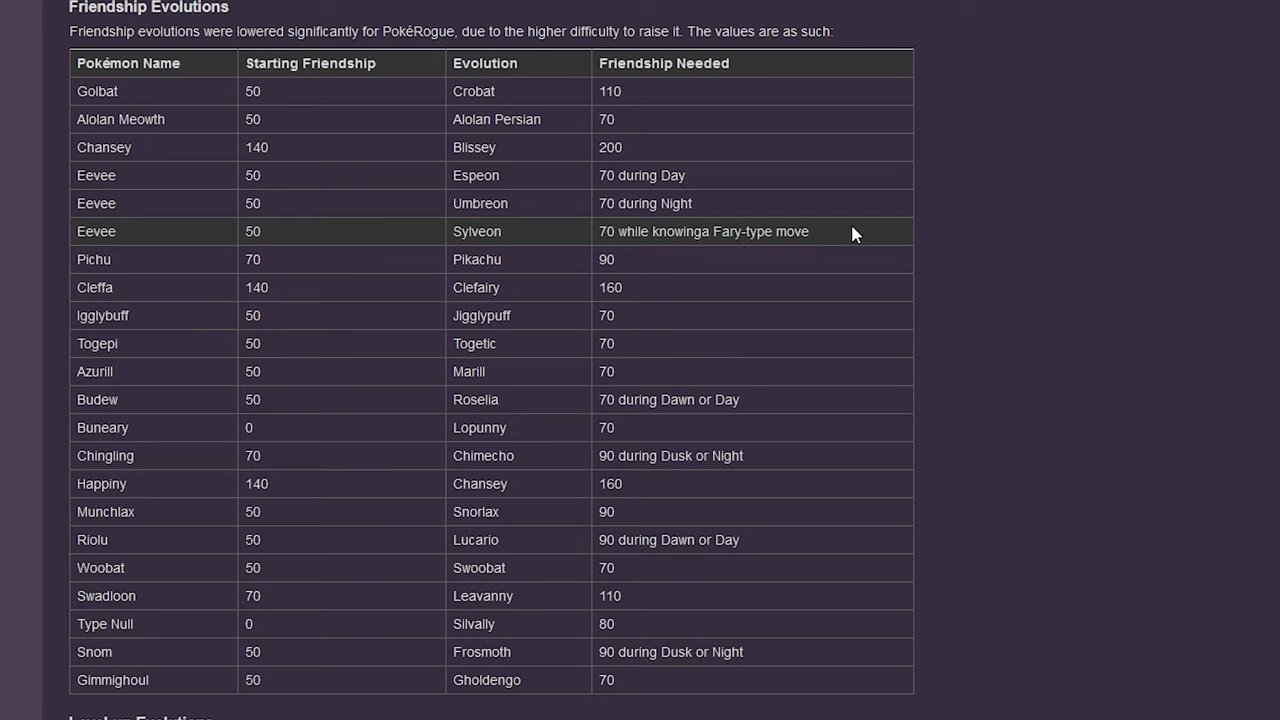 Friendship Evolutions
Friendship evolutions were lowered significantly for PokéRogue, due to the higher difficulty to raise it. The values are as such:
Pokémon Name Starting Friendship Evolution Friendship Needed
Golbat 50 Crobat 110
Alolan Meowth 50 Alolan Persian 70
Chansey 140 Blissey 200
Eevee 50 Espeon 70 during Day
Eevee 50 Umbreon 70 during Night
Eevee 50 Sylveon 70 while knowinga Fary-type move
Pichu 70 Pikachu 90
Cleffa 140 Clefairy 160
Igglybuff 50 Jigglypuff 70
Togepi 50 Togetic 70
Azurill 50 Marill 70
Budew 50 Roselia 70 during Dawn or Day
Buneary 0 Lopunny 70
Chingling 70 Chimecho 90 during Dusk or Night
Happiny 140 Chansey 160
Munchlax 50 Snorlax 90
Riolu 50 Lucario 90 during Dawn or Day
Woobat 50 Swoobat 70
Swadloon 70 Leavanny 110
Type Null 0 Silvally 80
Snom 50 Frosmoth 90 during Dusk or Night
Gimmighoul 50 Gholdengo 70